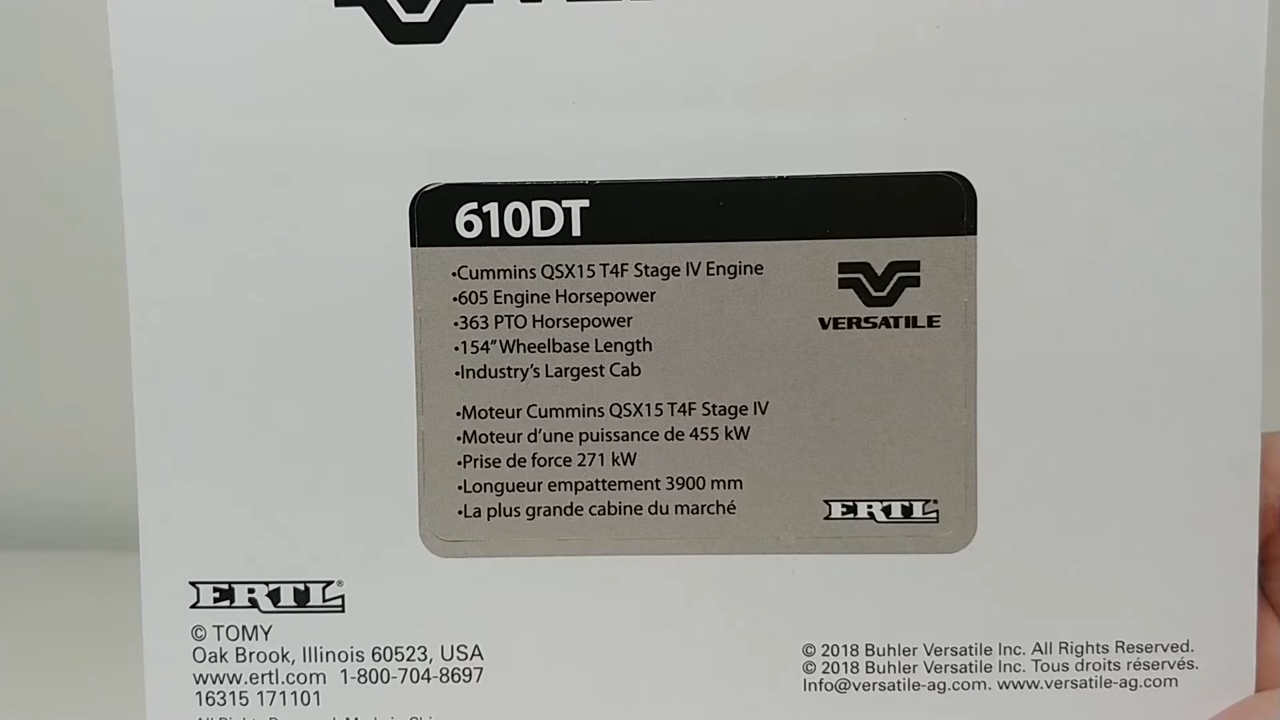 610DT
•Cummins QSX15 T4F Stage IV Engine
•605 Engine Horsepower
•363 PTO Horsepower
•154" Wheelbase Length
•Industry's Largest Cab
VERSATILE
•Moteur Cummins QSX15 T4F Stage IV
•Moteur d'une puissance de 455 kW
•Prise de force 271 kW
•Longueur empattement 3900 mm
•La plus grande cabine du marché
ERTL®
ERTL®
© TOMY
Oak Brook, Illinois 60523, USA
www.ertl.com 1-800-704-8697
16315 171101
© 2018 Buhler Versatile Inc. All Rights Reserved.
© 2018 Buhler Versatile Inc. Tous droits réservés.
Info@versatile-ag.com. www.versatile-ag.com